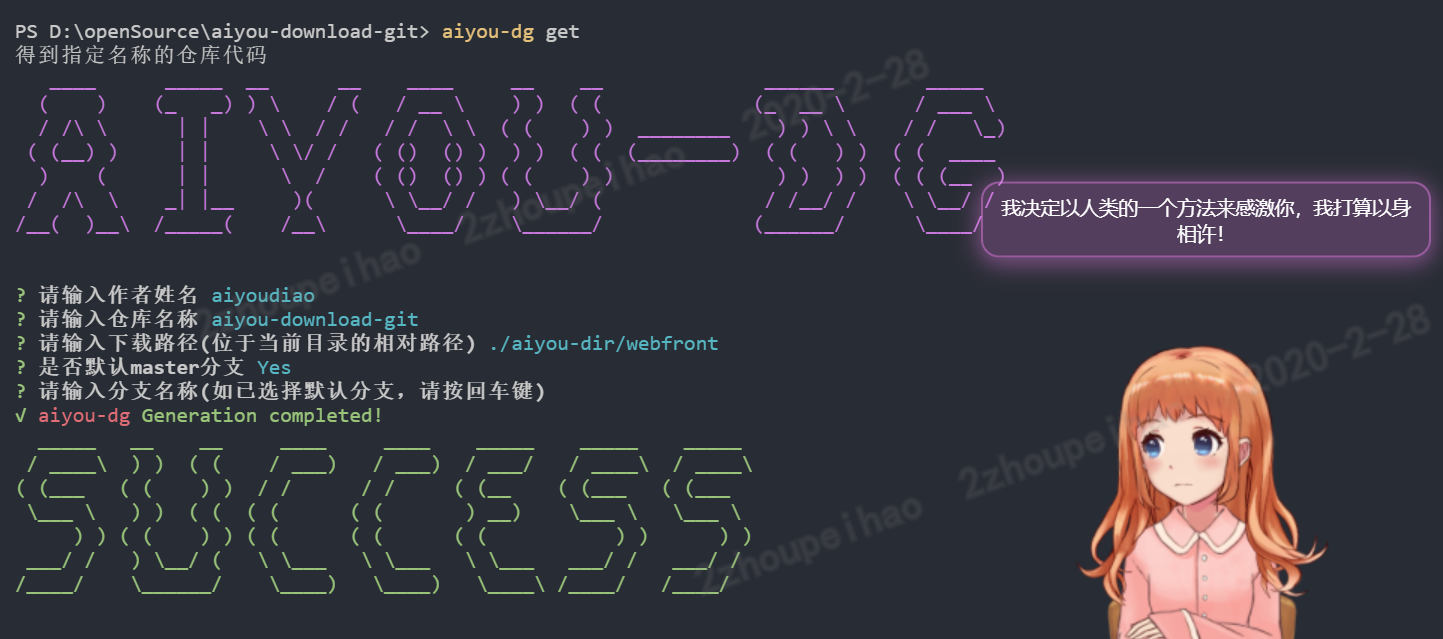 PS D:\openSource\aiyou-download-git> aiyou-dg get
得到指定名称的仓库代码
AIYOU-DG
我决定以人类的一个方法来感激你，我打算以身
相许！
? 请输入作者姓名 aiyoudiao
? 请输入仓库名称 aiyou-download-git
? 请输入下载路径(位于当前目录的相对路径) ./aiyou-dir/webfront
? 是否默认master分支 Yes
? 请输入分支名称(如已选择默认分支，请按回车键)
√ aiyou-dg Generation completed!
SUCCESS
2zhoupeihao 2zhoupeihao 2020-2-28
2zhoupeihao 2zhoupeihao 2020-2-28